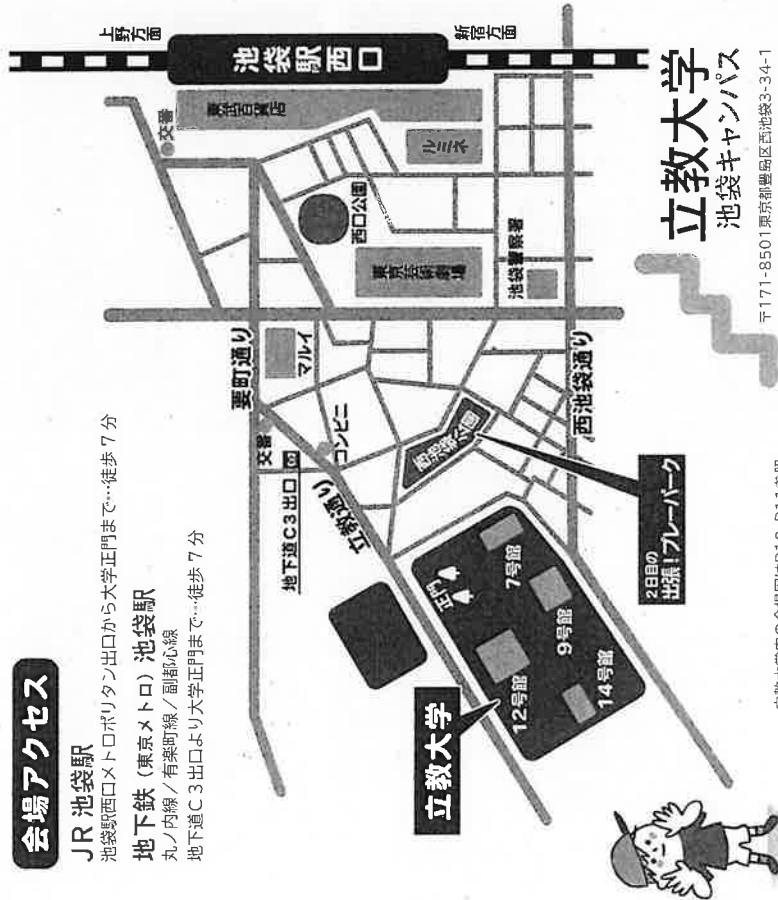 会場アクセス
JR 池袋駅
池袋駅西口メトロポリタン出口から大学正門まで…徒歩7分
地下鉄（東京メトロ）池袋駅
丸ノ内線／有楽町線／副都心線
地下道C3出口より大学正門まで…徒歩7分
上野方面
池袋駅西口
新宿方面
東武百貨店
交番
ルミネ
西口公園
東京芸術劇場
池袋警察署
要町通り
マルイ
交番
コンビニ
地下道C3出口
C3
立教通り
西池袋公園
西池袋通り
2日目の
出張！プレーパーク
立教大学
正門
7号館
12号館
9号館
14号館
立教大学
池袋キャンパス
〒171-8501東京都豊島区西池袋3-34-1